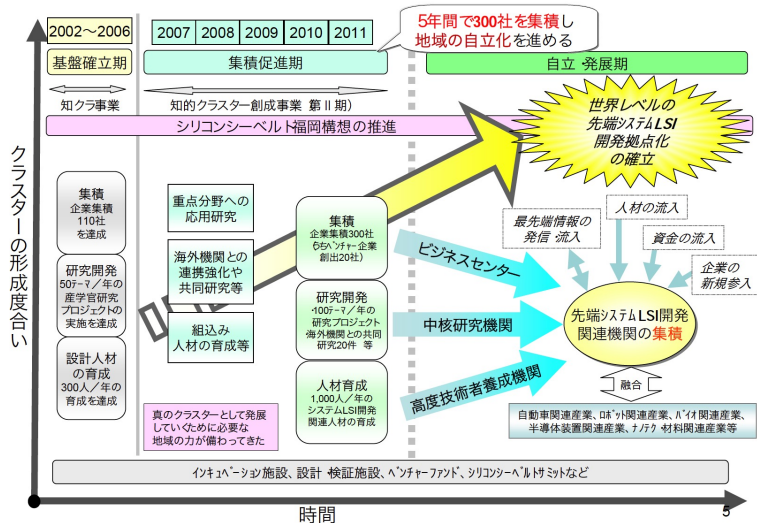 5年間で300社を集積し
地域の自立化を進める
2002～2006
2007
2008
2009
2010
2011
基盤確立期
集積促進期
自立・発展期
知クラ事業
知的クラスター創成事業 第Ⅱ期）
シリコンシーベルト福岡構想の推進
世界レベルの
先端ｼｽﾃﾑLSI
開発拠点化
の確立
クラスターの形成度合い
集積
企業集積
110社
を達成
研究開発
50ﾃｰﾏ／年の
産学官研究
プロジェクトの
実施を達成
設計人材
の育成
300人／年の
育成を達成
重点分野への
応用研究
海外機関との
連携強化や
共同研究等
組込み
人材の育成等
真のクラスターとして発展
していくために必要な
地域の力が備わってきた
集積
企業集積300社
うちベンチャー企業
創出20社）
研究開発
・100テーマ／年の
研究プロジェクト
海外機関との共同
研究20件 等
人材育成
1,000人／年の
システムLSI開発
関連人材の育成
ビジネスセンター
中核研究機関
高度技術者養成機関
最先端情報の
発信・流入
人材の流入
資金の流入
企業の
新規参入
先端ｼｽﾃﾑLSI開発
関連機関の集積
融合
自動車関連産業、ﾛﾎﾞｯﾄ関連産業、ﾊﾞｲｵ関連産業、
半導体装置関連産業、ﾅﾉﾃｸ・材料関連産業等
ｲﾝｷｭﾍﾞｰｼｮﾝ施設、設計・検証施設、ﾍﾞﾝﾁｬｰﾌｧﾝﾄﾞ、ｼﾘｺﾝｼｰﾍﾞﾙﾄｻﾐｯﾄなど
時間
5